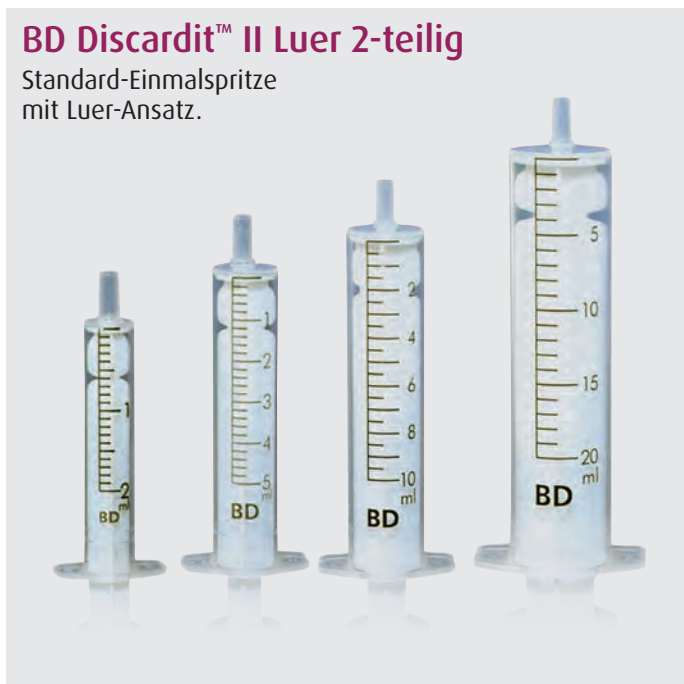 BD Discardit™ II Luer 2-teilig
Standard-Einmalspritze
mit Luer-Ansatz.
1
2
ml
BD
1
2
3
4
5
ml
BD
2
4
6
8
10
ml
BD
5
10
15
20
ml
BD